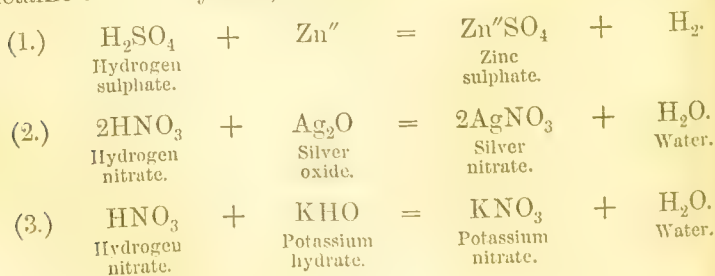 (1.) H₂SO₄ + Zn″ = Zn″SO₄ + H₂.
Hydrogen sulphate. Zinc sulphate.
(2.) 2HNO₃ + Ag₂O = 2AgNO₃ + H₂O.
Hydrogen nitrate. Silver oxide. Silver nitrate. Water.
(3.) HNO₃ + KHO = KNO₃ + H₂O.
Hydrogen nitrate. Potassium hydrate. Potassium nitrate. Water.